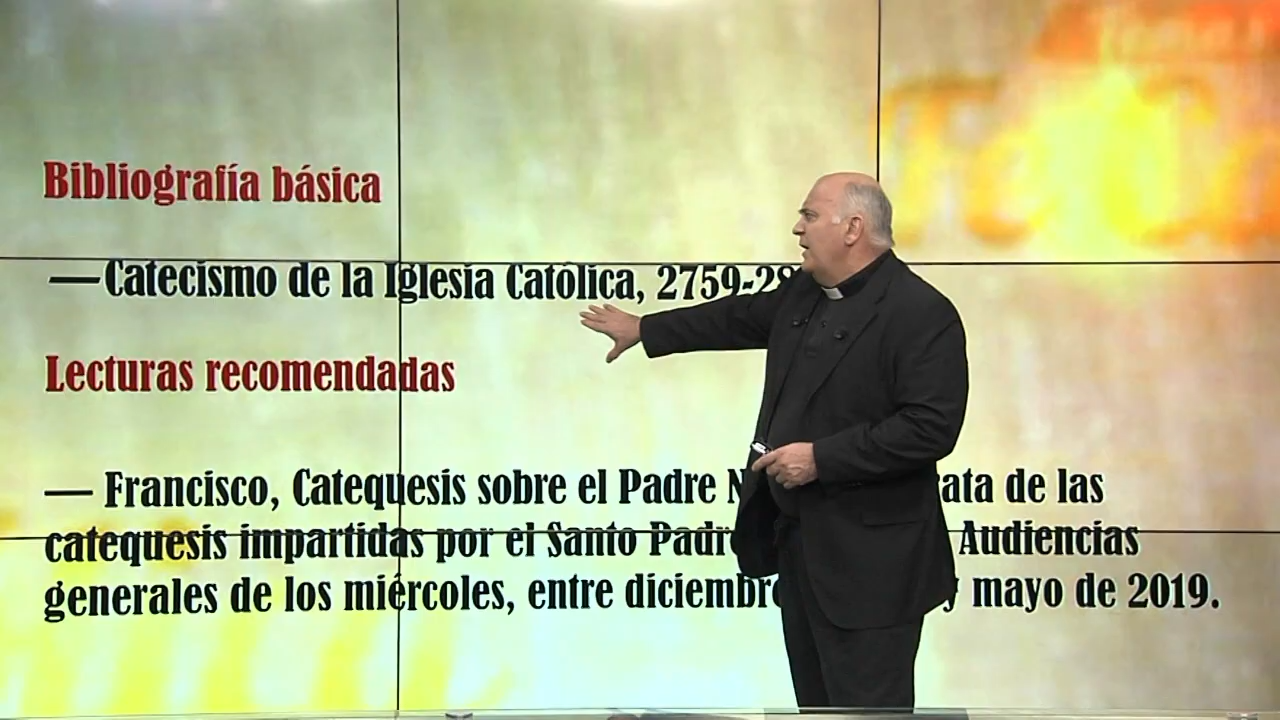 Bibliografía básica
—Catecismo de la Iglesia Católica, 2759-28
Lecturas recomendadas
— Francisco, Catequesis sobre el Padre N ata de las
catequesis impartidas por el Santo Padre Audiencias
generales de los miércoles, entre diciembre y mayo de 2019.